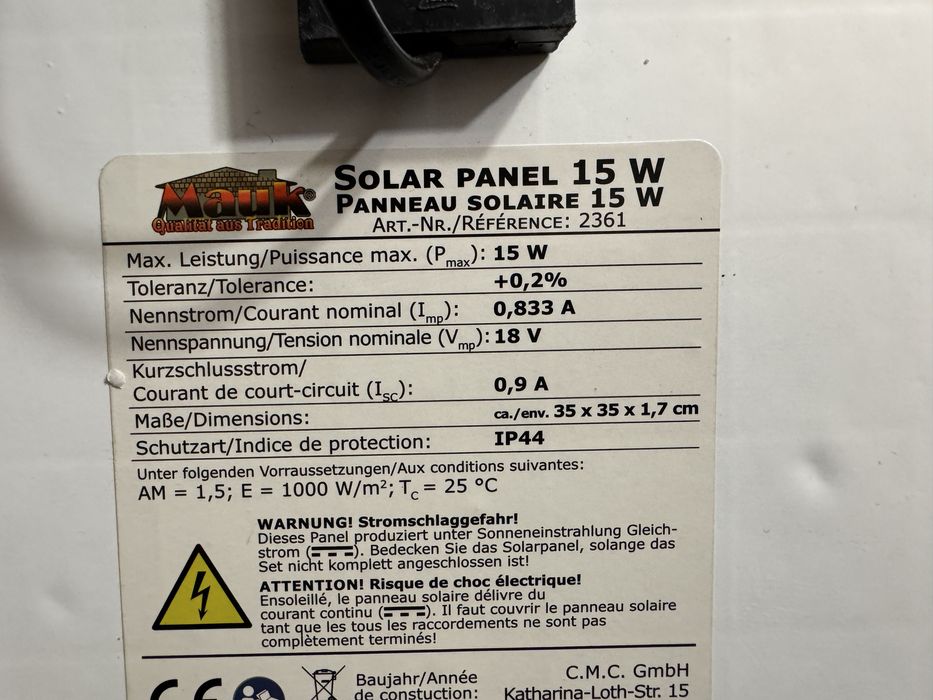 Mauk®
Qualität aus Tradition
SOLAR PANEL 15 W
PANNEAU SOLAIRE 15 W
ART.-NR./RÉFÉRENCE: 2361
Max. Leistung/Puissance max. (Pmax): 15 W
Toleranz/Tolerance: +0,2%
Nennstrom/Courant nominal (Imp): 0,833 A
Nennspannung/Tension nominale (Vmp): 18 V
Kurzschlussstrom/
Courant de court-circuit (ISC): 0,9 A
Maße/Dimensions: ca./env. 35 x 35 x 1,7 cm
Schutzart/Indice de protection: IP44
Unter folgenden Vorraussetzungen/Aux conditions suivantes:
AM = 1,5; E = 1000 W/m²; TC = 25 °C
WARNUNG! Stromschlaggefahr!
Dieses Panel produziert unter Sonneneinstrahlung Gleich-
strom (⎓). Bedecken Sie das Solarpanel, solange das
Set nicht komplett angeschlossen ist!
ATTENTION! Risque de choc électrique!
Ensoleillé, le panneau solaire délivre du
courant continu (⎓). Il faut couvrir le panneau solaire
tant que les tous les raccordements ne sont pas
complètement terminés!
CE
Baujahr/Année
de constuction:
C.M.C. GmbH
Katharina-Loth-Str. 15